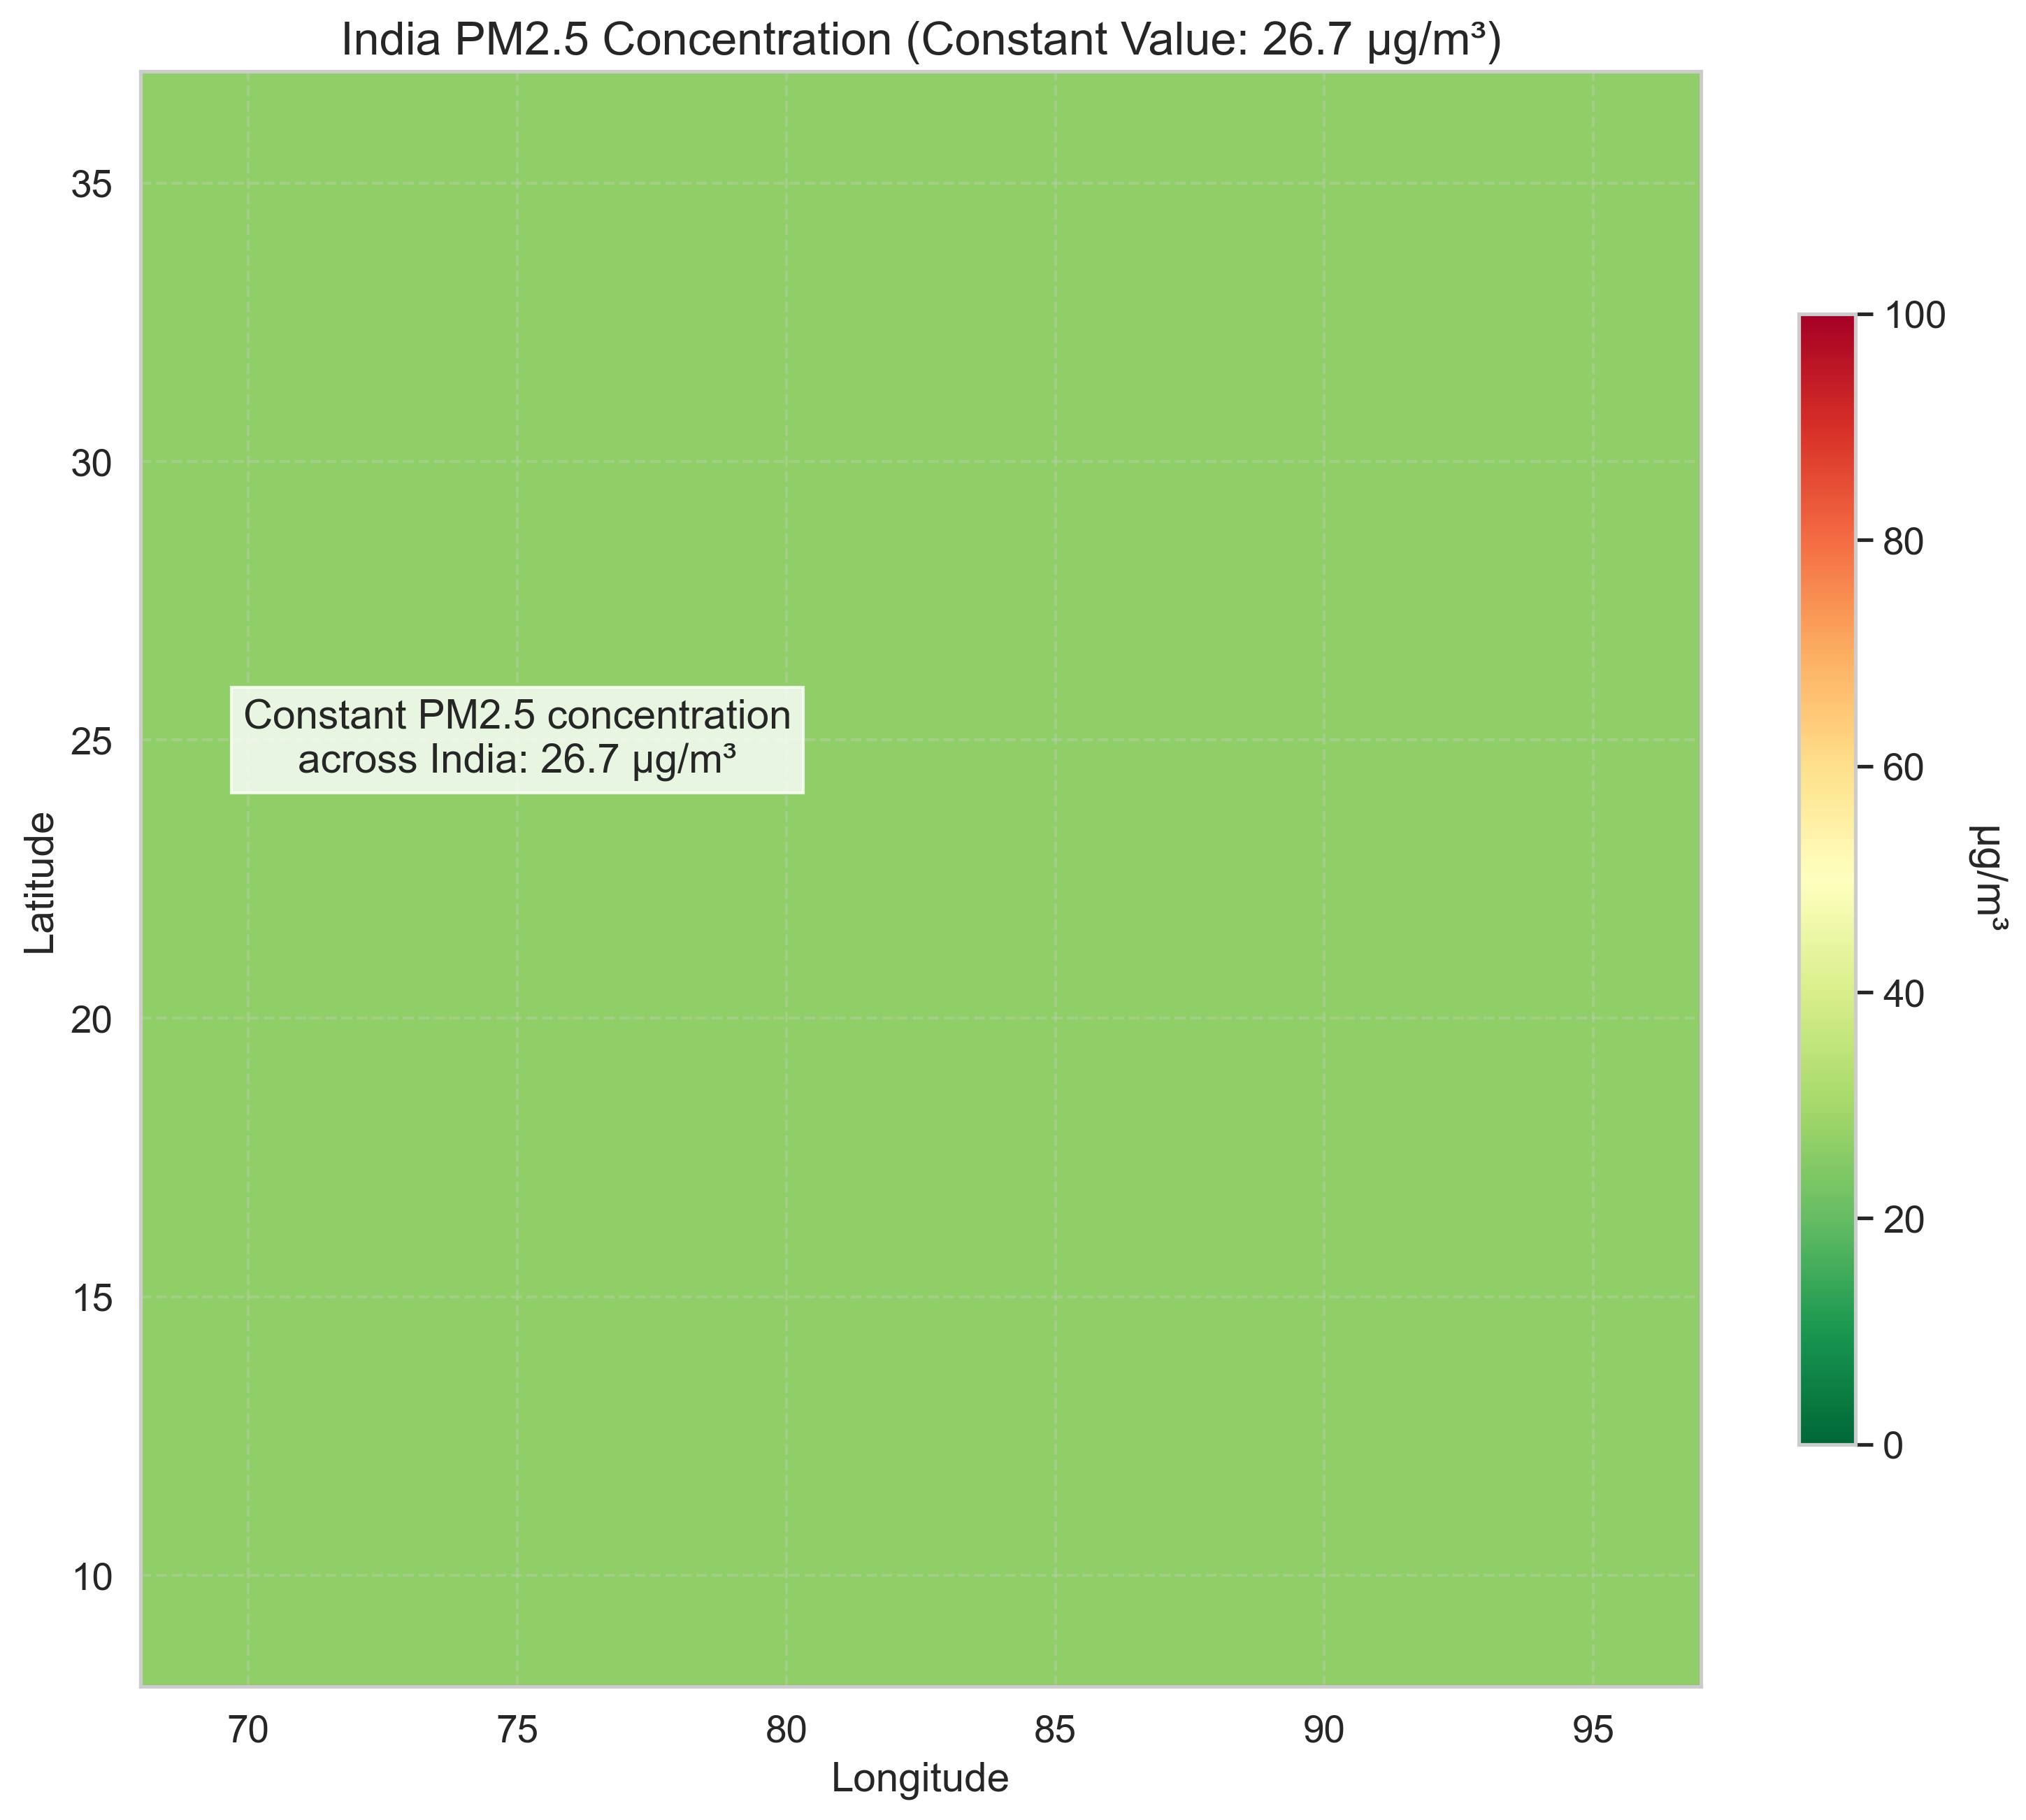 India PM2.5 Concentration (Constant Value: 26.7 µg/m³)
35
30
25
20
15
10
Latitude
Constant PM2.5 concentration
across India: 26.7 µg/m³
70 75 80 85 90 95
Longitude
100
80
60
40
20
0
µg/m³